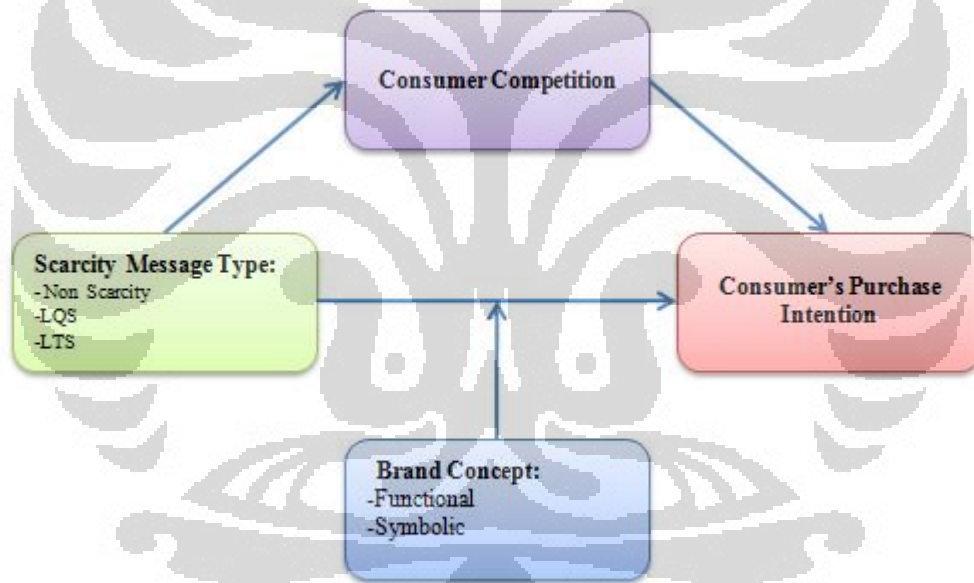 Consumer Competition
Scarcity Message Type:
-Non Scarcity
-LQS
-LTS
Consumer's Purchase
Intention
Brand Concept:
-Functional
-Symbolic